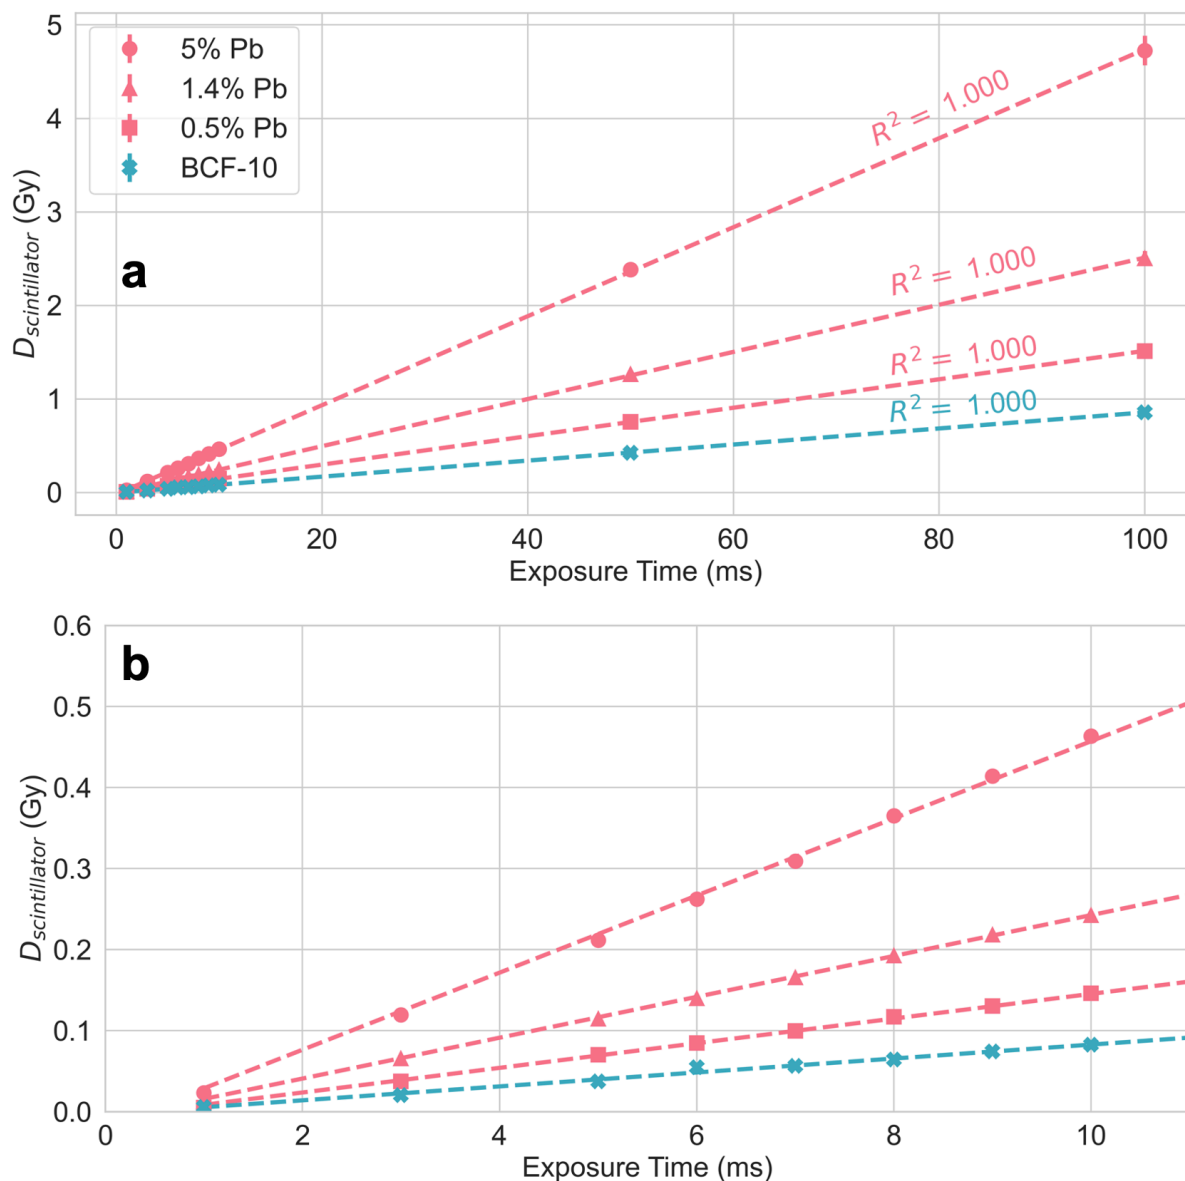 5
5% Pb
1.4% Pb
0.5% Pb
BCF-10
R² = 1.000
4
3
a
R² = 1.000
2
R² = 1.000
1
R² = 1.000
0
D_scintillator (Gy)
0 20 40 60 80 100
Exposure Time (ms)
0.6
b
0.5
0.4
0.3
0.2
0.1
0.0
D_scintillator (Gy)
0 2 4 6 8 10
Exposure Time (ms)